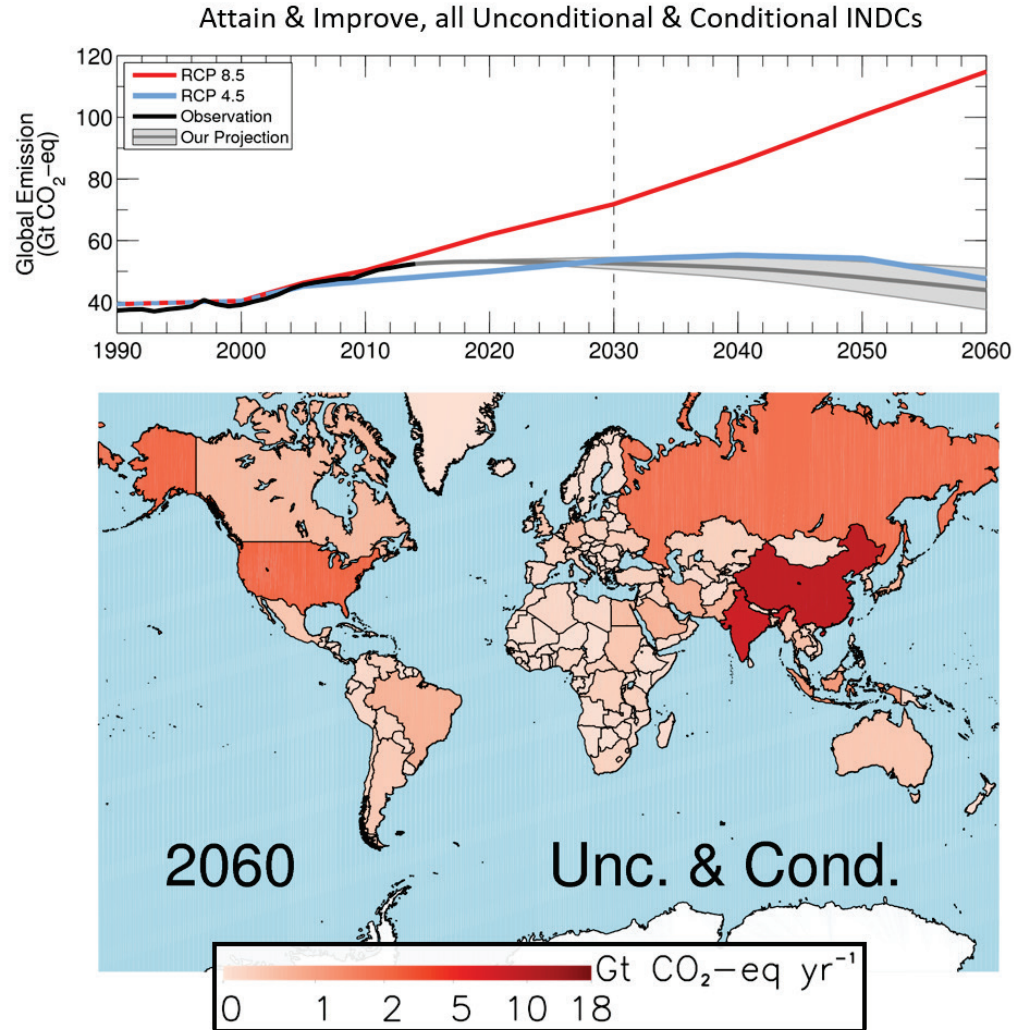 Attain & Improve, all Unconditional & Conditional INDCs
120
100
80
60
40
Global Emission
(Gt CO₂-eq)
RCP 8.5
RCP 4.5
Observation
Our Projection
1990 2000 2010 2020 2030 2040 2050 2060
2060 Unc. & Cond.
Gt CO₂-eq yr⁻¹
0 1 2 5 10 18